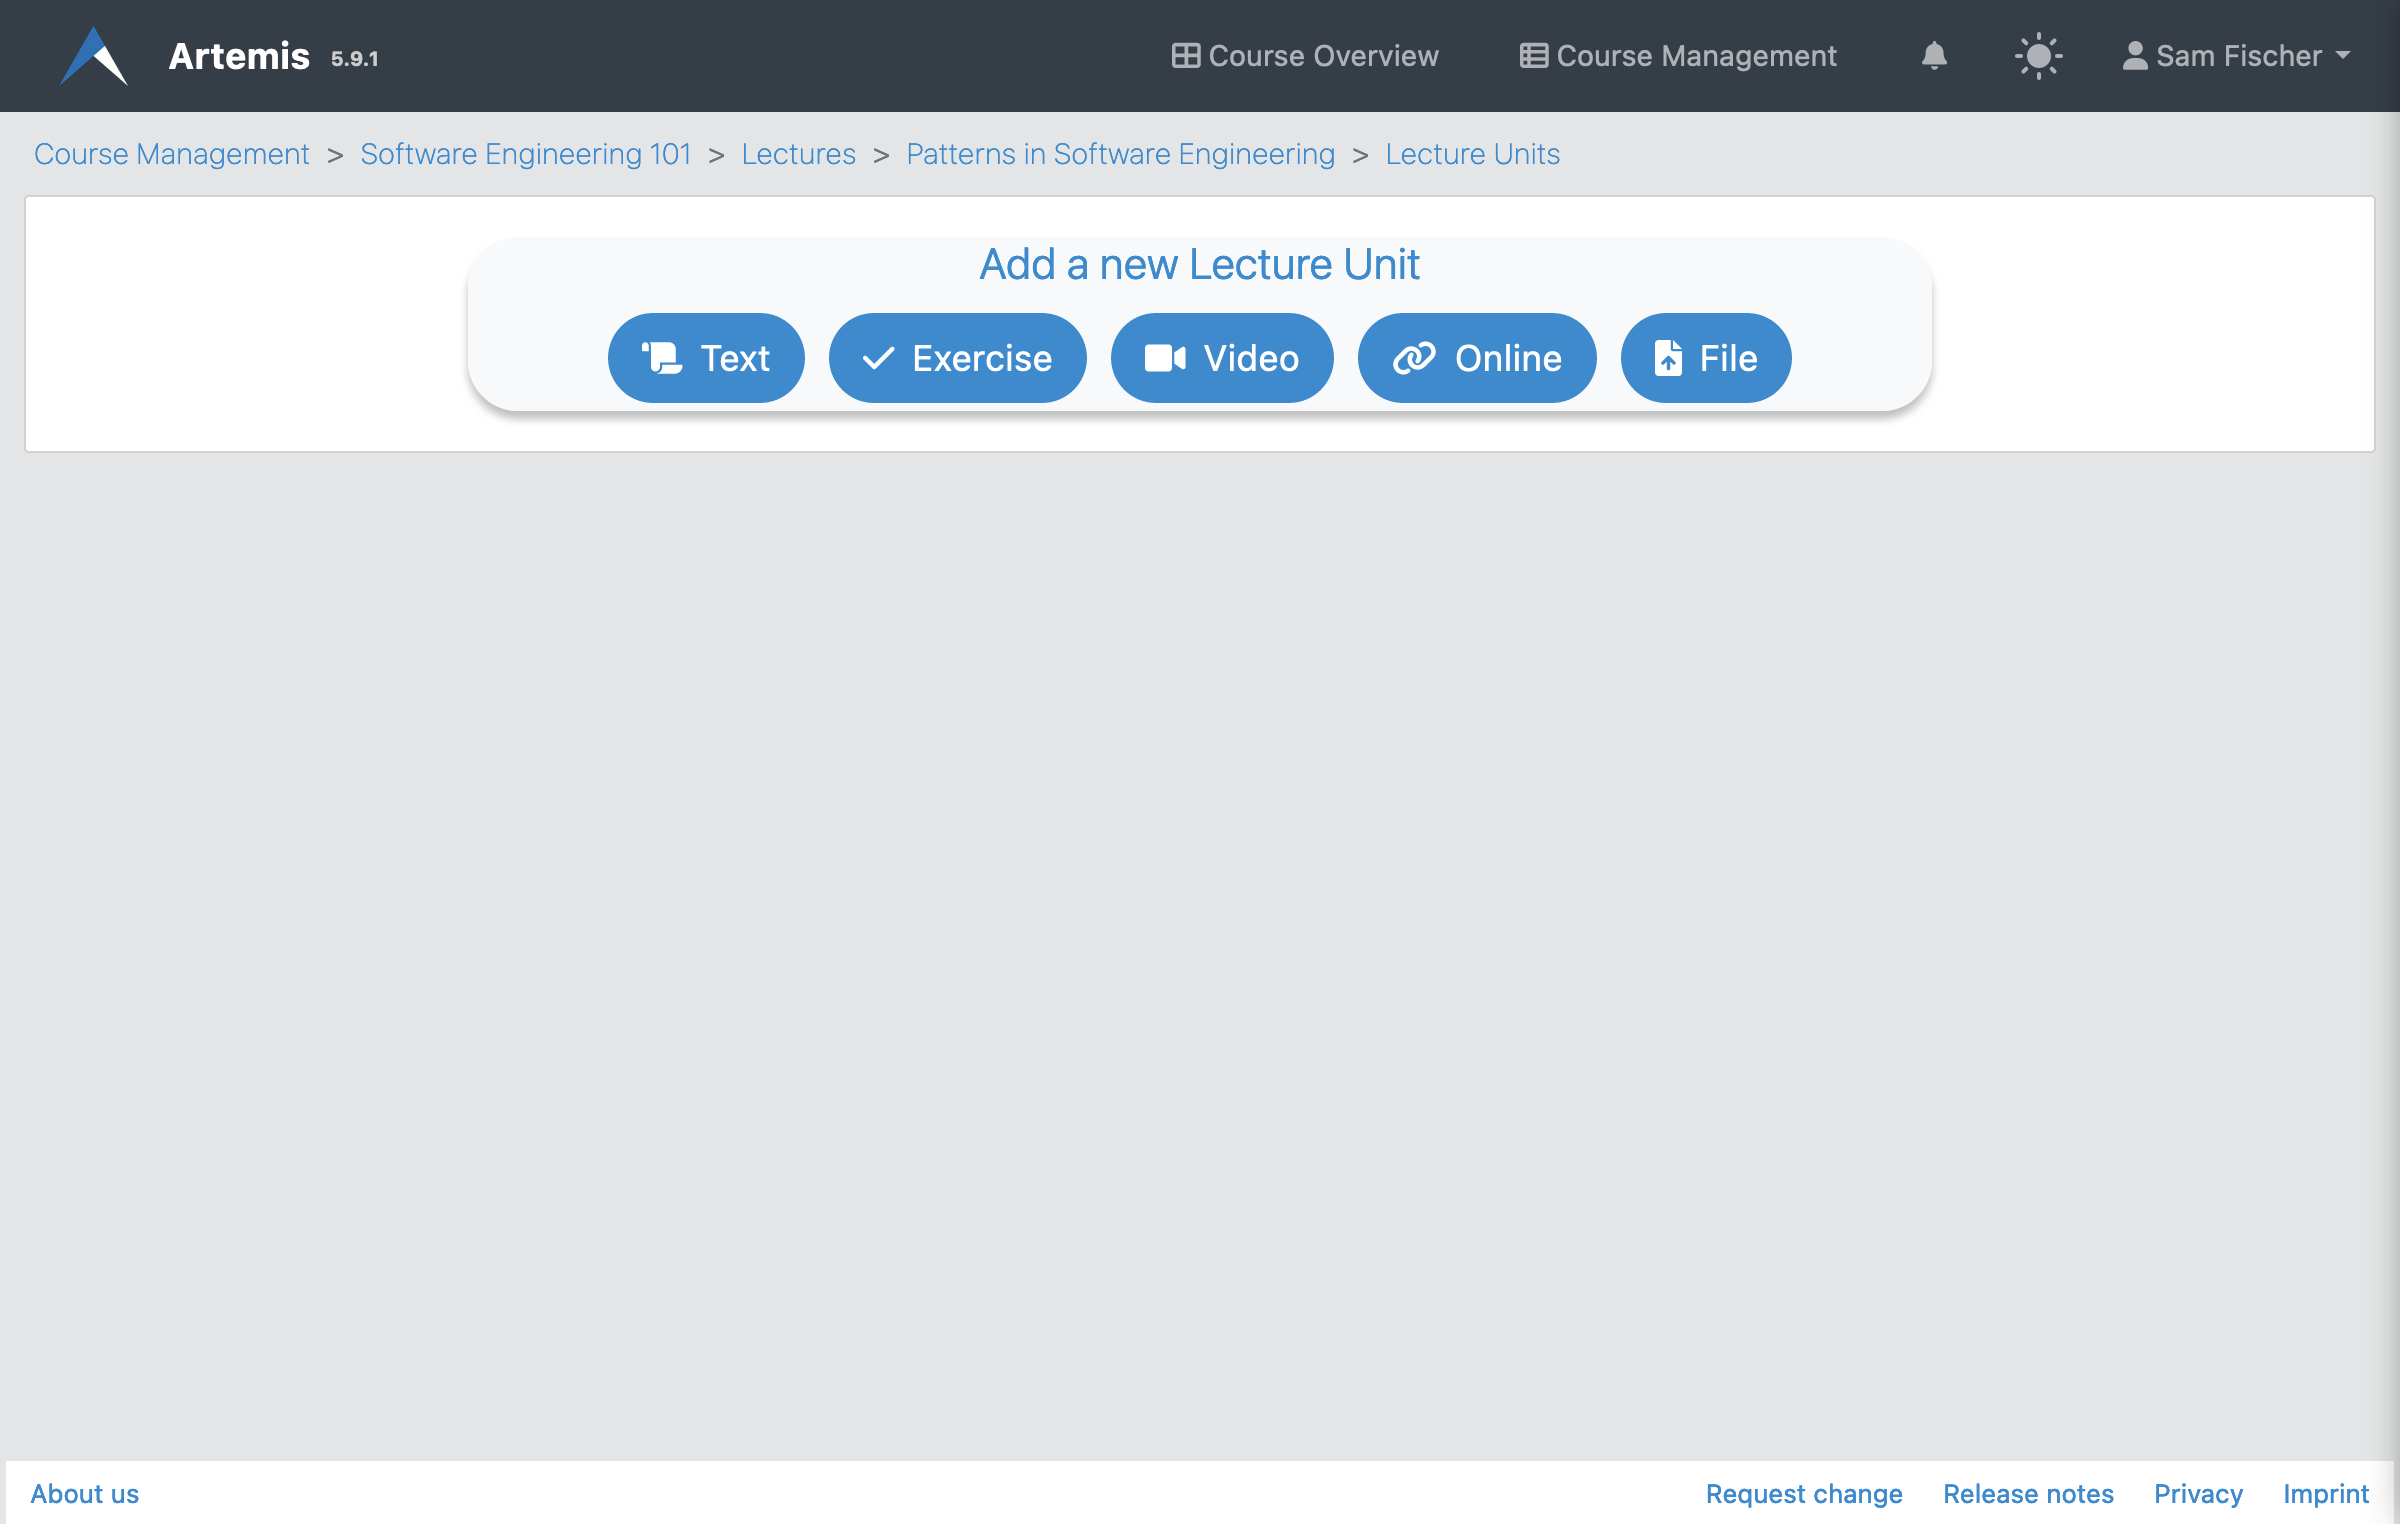 Artemis 5.9.1 Course Overview Course Management Sam Fischer
Course Management > Software Engineering 101 > Lectures > Patterns in Software Engineering > Lecture Units
Add a new Lecture Unit
Text Exercise Video Online File
About us Request change Release notes Privacy Imprint